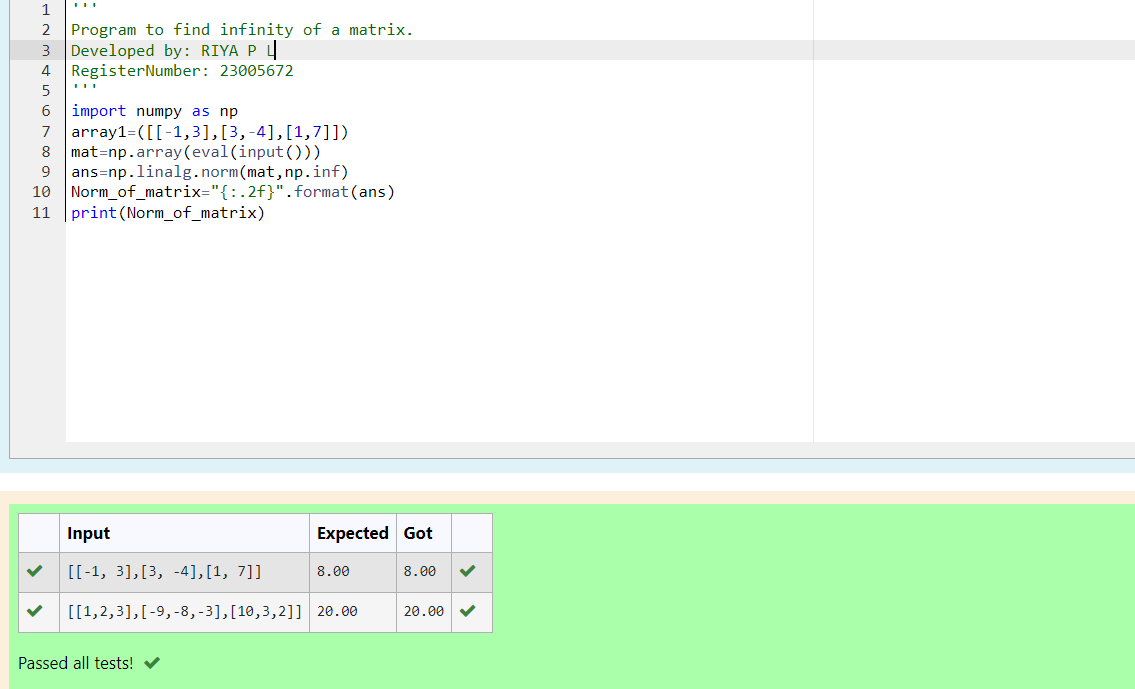 1 '''
2 Program to find infinity of a matrix.
3 Developed by: RIYA P L
4 RegisterNumber: 23005672
5 '''
6 import numpy as np
7 array1=([[-1,3],[3,-4],[1,7]])
8 mat=np.array(eval(input()))
9 ans=np.linalg.norm(mat,np.inf)
10 Norm_of_matrix="{:.2f}".format(ans)
11 print(Norm_of_matrix)
Input Expected Got
[[-1, 3],[3, -4],[1, 7]] 8.00 8.00
[[1,2,3],[-9,-8,-3],[10,3,2]] 20.00 20.00
Passed all tests!